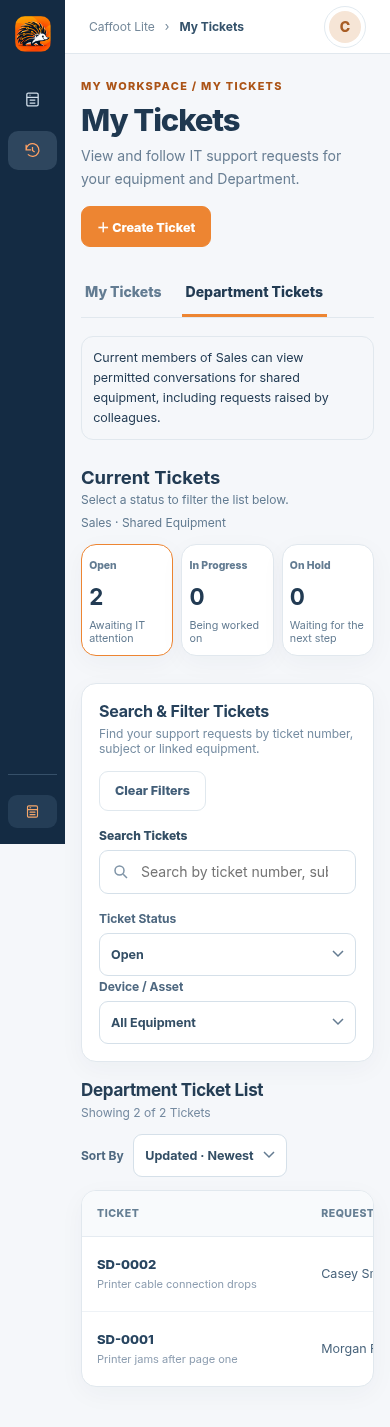 Caffoot Lite › My Tickets
C
MY WORKSPACE / MY TICKETS
My Tickets
View and follow IT support requests for
your equipment and Department.
+ Create Ticket
My Tickets
Department Tickets
Current members of Sales can view
permitted conversations for shared
equipment, including requests raised by
colleagues.
Current Tickets
Select a status to filter the list below.
Sales · Shared Equipment
Open
2
Awaiting IT
attention
In Progress
0
Being worked
on
On Hold
0
Waiting for the
next step
Search & Filter Tickets
Find your support requests by ticket number,
subject or linked equipment.
Clear Filters
Search Tickets
Search by ticket number, sul
Ticket Status
Open
Device / Asset
All Equipment
Department Ticket List
Showing 2 of 2 Tickets
Sort By
Updated · Newest
TICKET
REQUEST
SD-0002
Printer cable connection drops
Casey
SD-0001
Printer jams after page one
Morgan